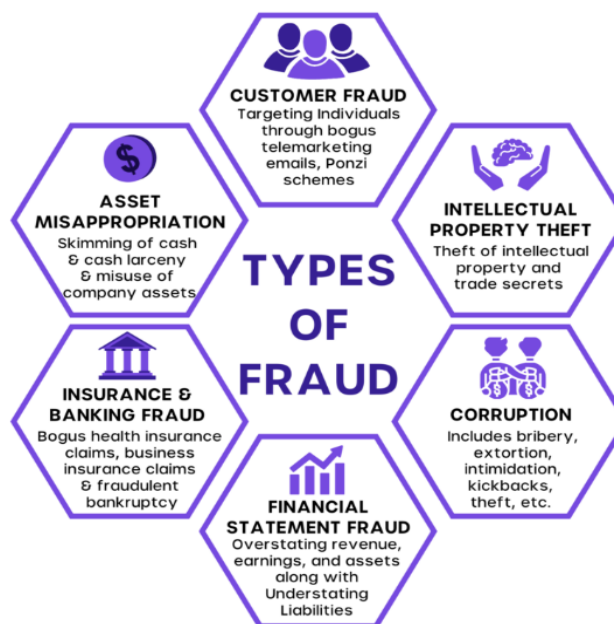 CUSTOMER FRAUD
Targeting Individuals
through bogus
telemarketing
emails, Ponzi
schemes
ASSET
MISAPPROPRIATION
Skimming of cash
& cash larceny
& misuse of
company assets
INTELLECTUAL
PROPERTY THEFT
Theft of intellectual
property and
trade secrets
TYPES
OF
FRAUD
INSURANCE &
BANKING FRAUD
Bogus health insurance
claims, business
insurance claims
& fraudulent
bankruptcy
CORRUPTION
Includes bribery,
extortion,
intimidation,
kickbacks,
theft, etc.
FINANCIAL
STATEMENT FRAUD
Overstating revenue,
earnings, and assets
along with
Understating
Liabilities